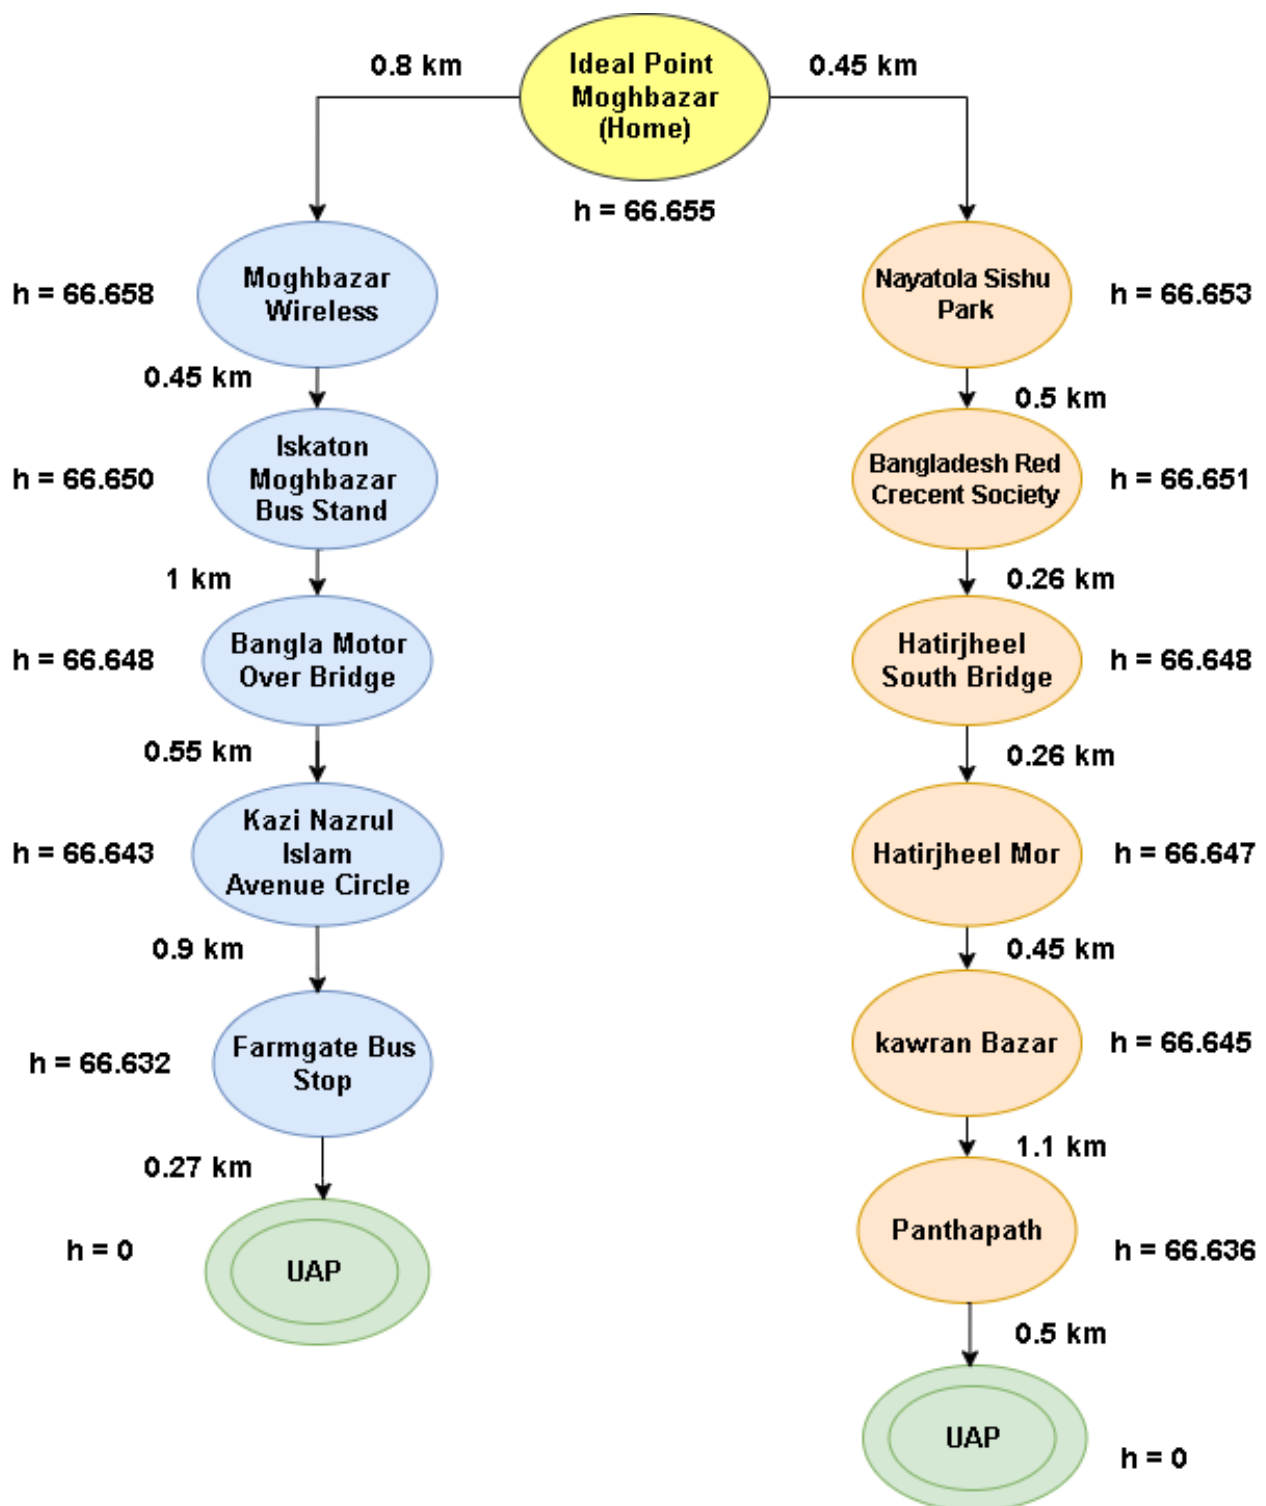 0.8 km
Ideal Point
Moghbazar
(Home)
0.45 km
h = 66.655
h = 66.658
Moghbazar
Wireless
Nayatola Sishu
Park
h = 66.653
0.45 km
0.5 km
h = 66.650
Iskaton
Moghbazar
Bus Stand
Bangladesh Red
Crecent Society
h = 66.651
1 km
0.26 km
h = 66.648
Bangla Motor
Over Bridge
Hatirjheel
South Bridge
h = 66.648
0.55 km
0.26 km
h = 66.643
Kazi Nazrul
Islam
Avenue Circle
Hatirjheel Mor
h = 66.647
0.9 km
0.45 km
h = 66.632
Farmgate Bus
Stop
kawran Bazar
h = 66.645
0.27 km
1.1 km
h = 0
UAP
Panthapath
h = 66.636
0.5 km
UAP
h = 0